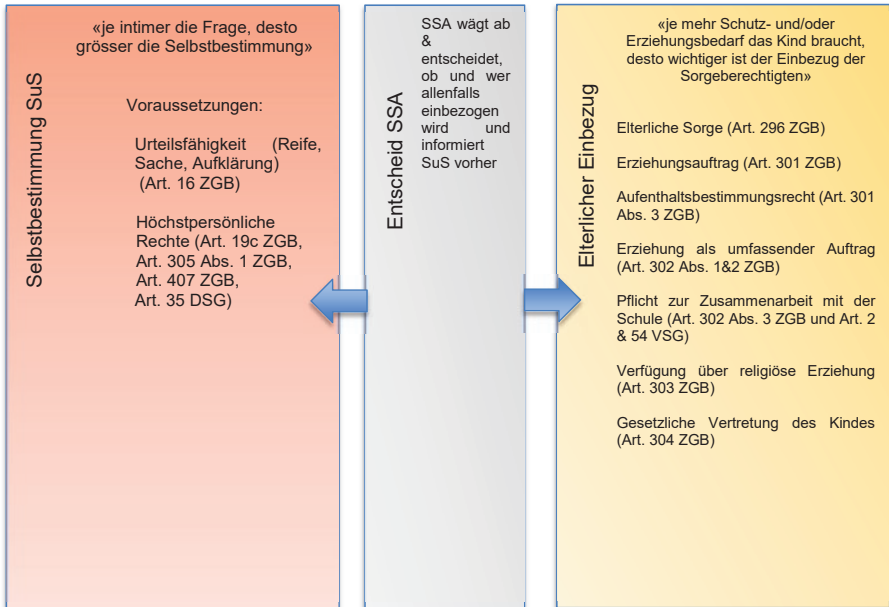 Selbstbestimmung SuS
«je intimer die Frage, desto
grösser die Selbstbestimmung»
Voraussetzungen:
Urteilsfähigkeit (Reife,
Sache, Aufklärung)
(Art. 16 ZGB)
Höchstpersönliche
Rechte (Art. 19c ZGB,
Art. 305 Abs. 1 ZGB,
Art. 407 ZGB,
Art. 35 DSG)
Entscheid SSA
SSA wägt ab
&
entscheidet,
ob und wer
allenfalls
einbezogen
wird und
informiert
SuS vorher
Elterlicher Einbezug
«je mehr Schutz- und/oder
Erziehungsbedarf das Kind braucht,
desto wichtiger ist der Einbezug der
Sorgeberechtigten»
Elterliche Sorge (Art. 296 ZGB)
Erziehungsauftrag (Art. 301 ZGB)
Aufenthaltsbestimmungsrecht (Art. 301
Abs. 3 ZGB)
Erziehung als umfassender Auftrag
(Art. 302 Abs. 1&2 ZGB)
Pflicht zur Zusammenarbeit mit der
Schule (Art. 302 Abs. 3 ZGB und Art. 2
& 54 VSG)
Verfügung über religiöse Erziehung
(Art. 303 ZGB)
Gesetzliche Vertretung des Kindes
(Art. 304 ZGB)